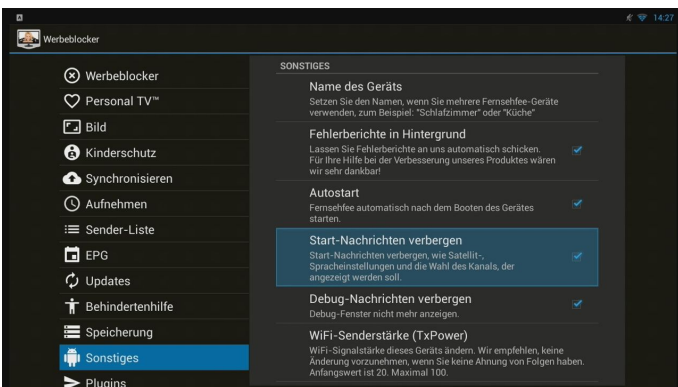 14:27
Werbeblocker
Werbeblocker
Personal TV™
Bild
Kinderschutz
Synchronisieren
Aufnehmen
Sender-Liste
EPG
Updates
Behindertenhilfe
Speicherung
Sonstiges
Plugins
SONSTIGES
Name des Geräts
Setzen Sie den Namen, wenn Sie mehrere Fernsehfee-Geräte
verwenden, zum Beispiel: "Schlafzimmer" oder "Küche"
Fehlerberichte in Hintergrund
Lassen Sie Fehlerberichte an uns automatisch schicken.
Für Ihre Hilfe bei der Verbesserung unseres Produktes wären
wir sehr dankbar!
Autostart
Fernsehfee automatisch nach dem Booten des Gerätes
starten.
Start-Nachrichten verbergen
Start-Nachrichten verbergen, wie Satellit-,
Spracheinstellungen und die Wahl des Kanals, der
angezeigt werden soll.
Debug-Nachrichten verbergen
Debug-Fenster nicht mehr anzeigen.
WiFi-Senderstärke (TxPower)
WiFi-Signalstärke dieses Geräts ändern. Wir empfehlen, keine
Änderung vorzunehmen, wenn Sie keine Ahnung von Folgen haben.
Anfangswert ist 20. Maximal 100.